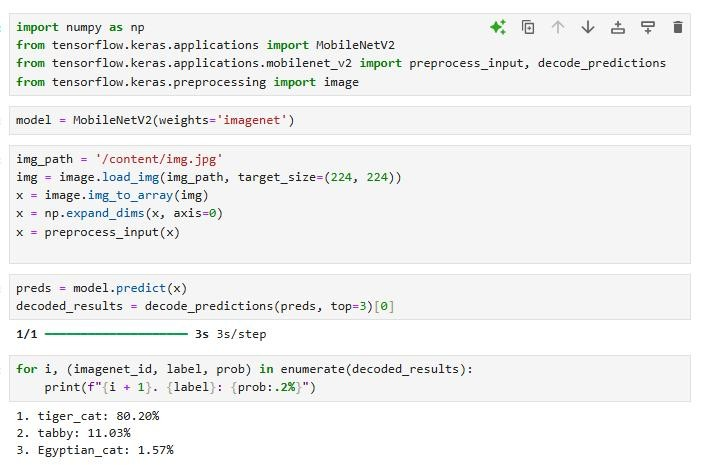 import numpy as np
from tensorflow.keras.applications import MobileNetV2
from tensorflow.keras.applications.mobilenet_v2 import preprocess_input, decode_predictions
from tensorflow.keras.preprocessing import image
model = MobileNetV2(weights='imagenet')
img_path = '/content/img.jpg'
img = image.load_img(img_path, target_size=(224, 224))
x = image.img_to_array(img)
x = np.expand_dims(x, axis=0)
x = preprocess_input(x)
preds = model.predict(x)
decoded_results = decode_predictions(preds, top=3)[0]
1/1 ━━━━━━━━━━━━━━━━━━━━ 3s 3s/step
for i, (imagenet_id, label, prob) in enumerate(decoded_results):
    print(f"{i + 1}. {label}: {prob:.2%}")
1. tiger_cat: 80.20%
2. tabby: 11.03%
3. Egyptian_cat: 1.57%